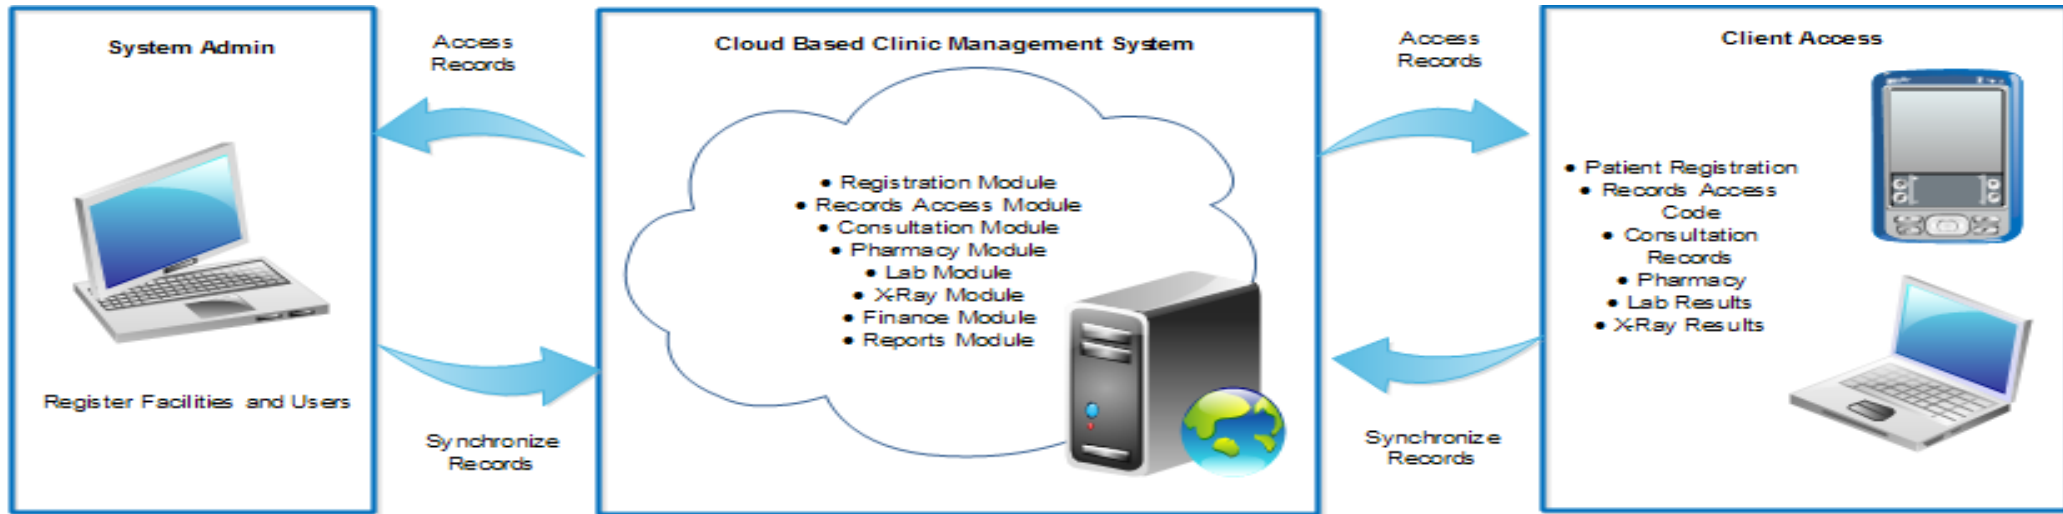 System Admin
Register Facilities and Users
Access
Records
Synchronize
Records
Cloud Based Clinic Management System
● Registration Module
● Records Access Module
● Consultation Module
● Pharmacy Module
● Lab Module
● X-Ray Module
● Finance Module
● Reports Module
Access
Records
Synchronize
Records
Client Access
● Patient Registration
● Records Access
Code
● Consultation
Records
● Pharmacy
● Lab Results
● X-Ray Results